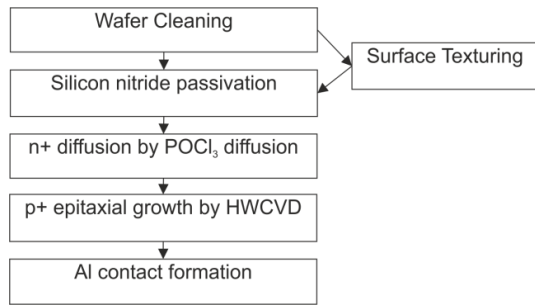 Wafer Cleaning
Surface Texturing
Silicon nitride passivation
n+ diffusion by POCl₃ diffusion
p+ epitaxial growth by HWCVD
Al contact formation